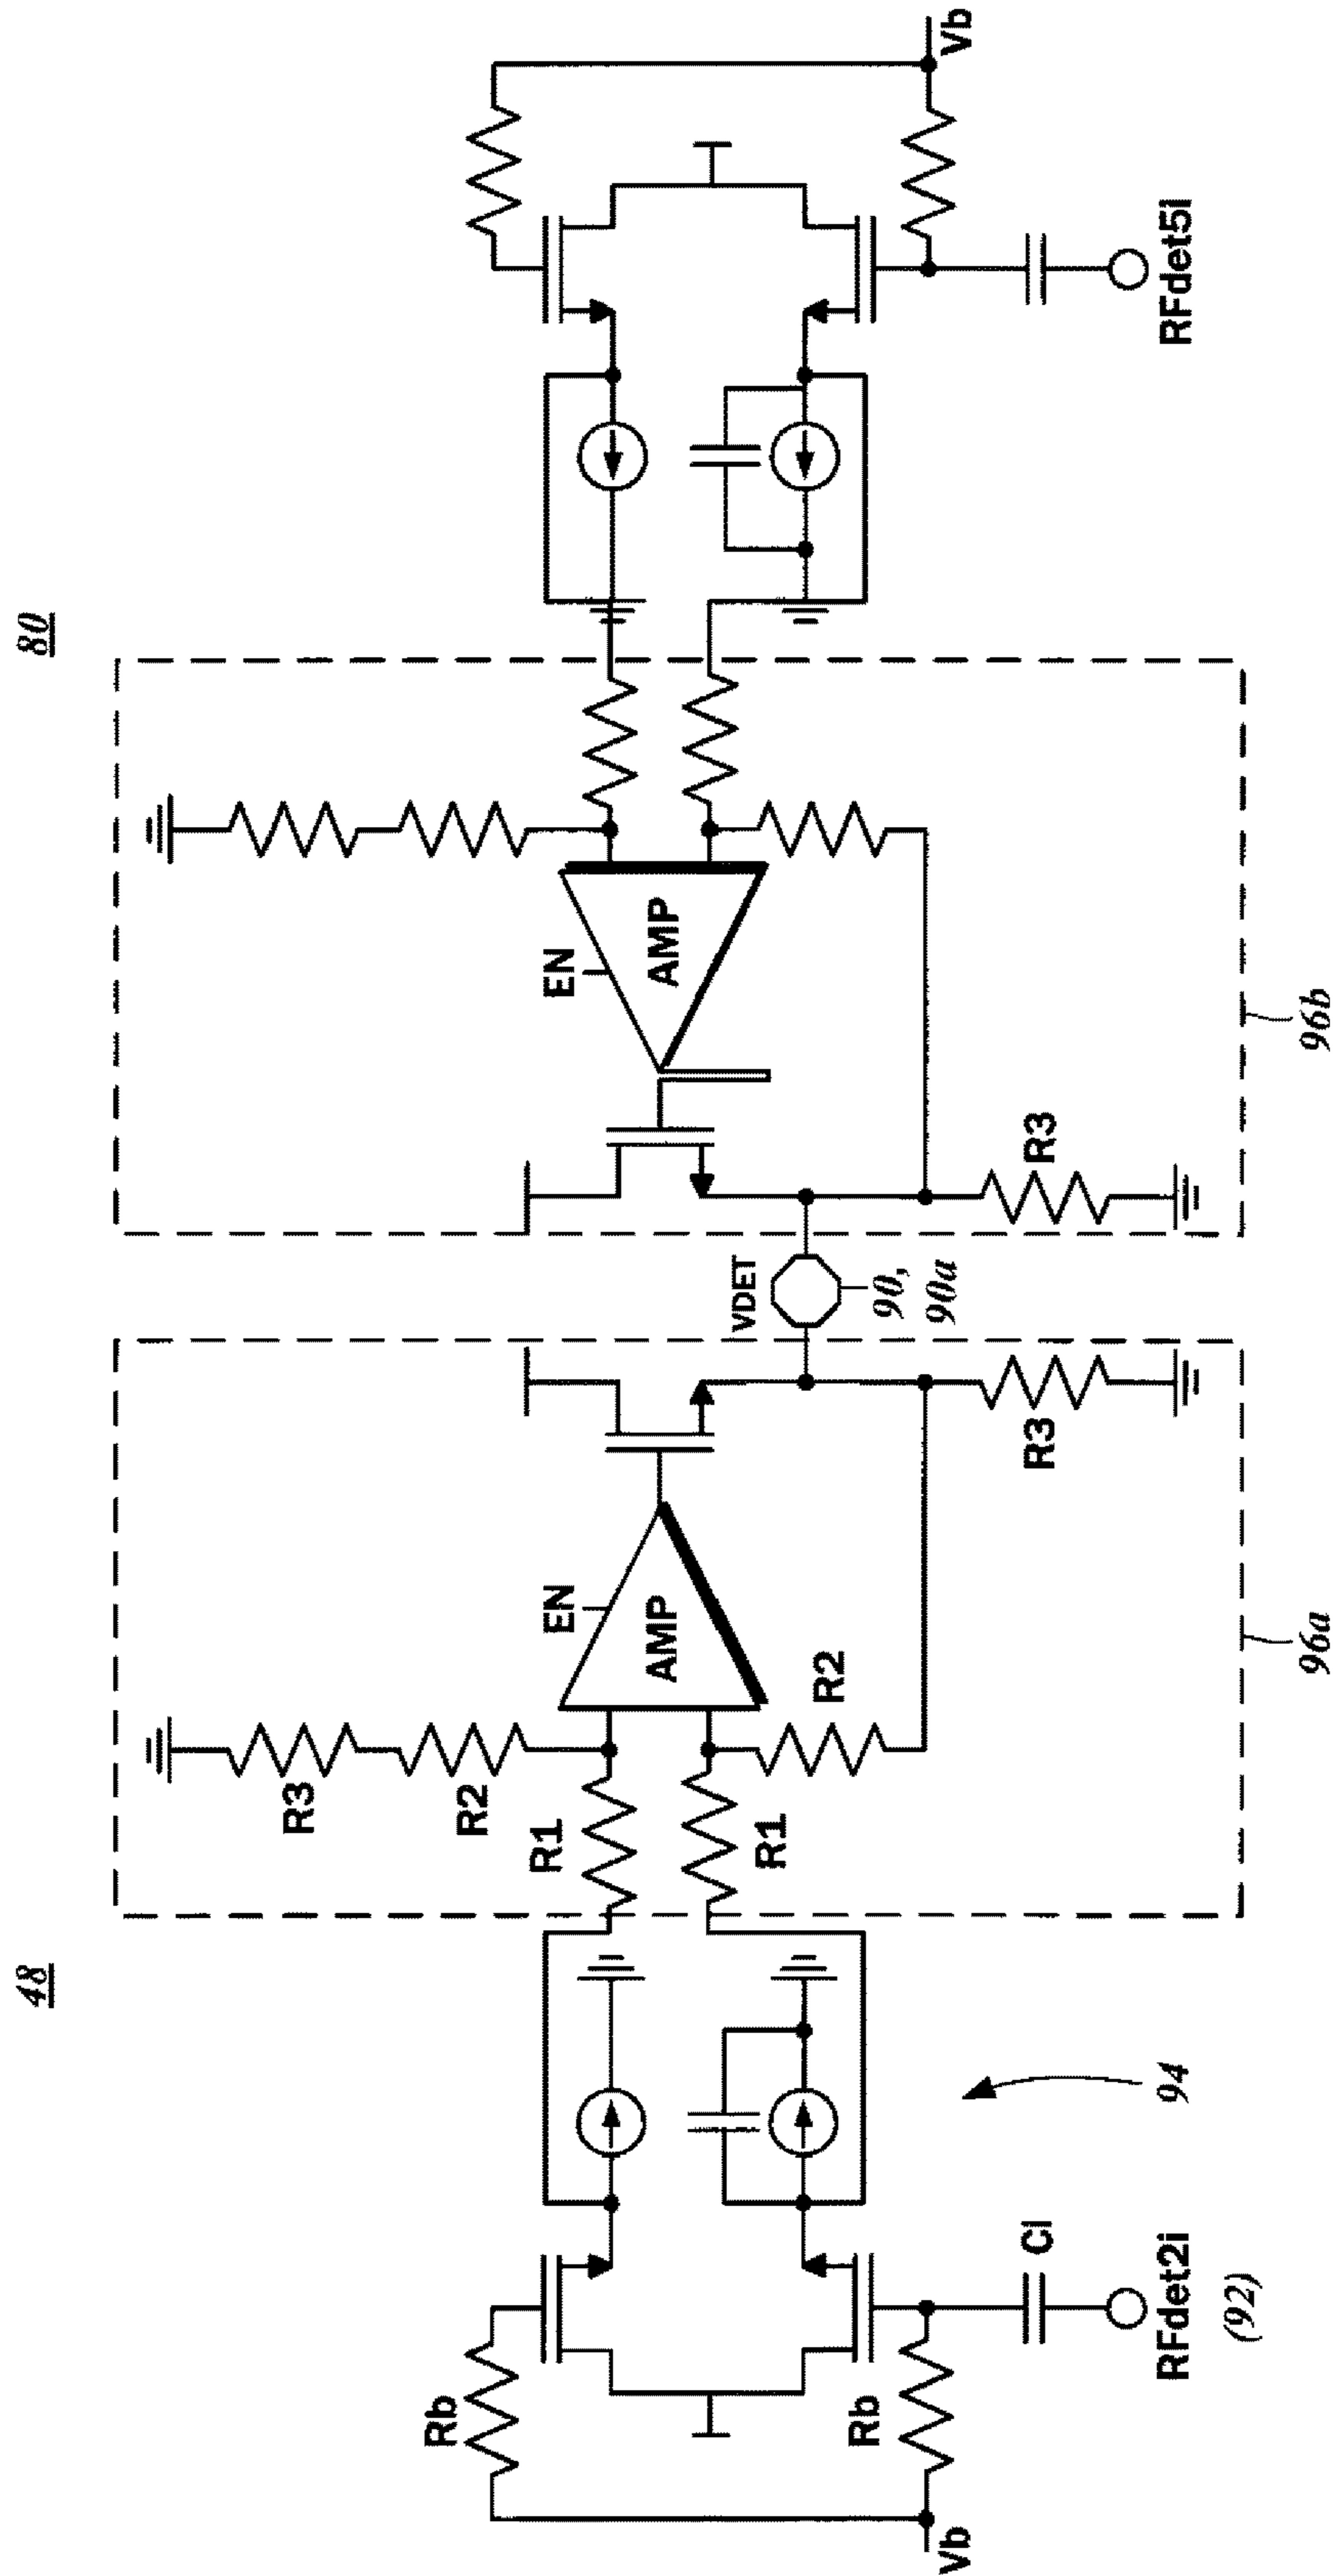 48
80
Vb
Rb
Rb
CI
RFdet2i
(92)
94
R3
R2
R1
R1
R2
EN
AMP
R3
96a
VDET
90,
90a
EN
AMP
R3
96b
Vb
RFdet5i